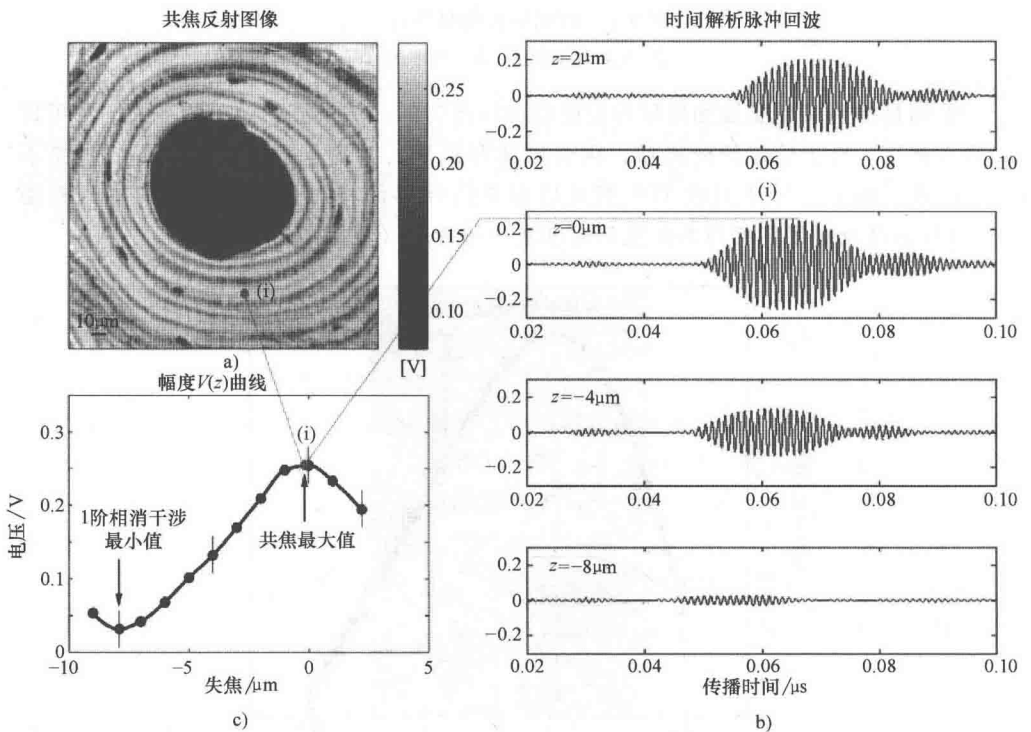 共焦反射图像
0.25
0.20
0.15
0.10
[V]
(i)
10μm
a)
幅度V(z)曲线
0.3
0.2
0.1
0
电压/V
(i)
1阶相消干涉
最小值
共焦最大值
-10
-5
0
5
失焦/μm
c)
时间解析脉冲回波
z=2μm
0.2
0
-0.2
0.02
0.04
0.06
0.08
0.10
(i)
z=0μm
0.2
0
-0.2
0.02
0.04
0.06
0.08
0.10
z=-4μm
0.2
0
-0.2
0.02
0.04
0.06
0.08
0.10
z=-8μm
0.2
0
-0.2
0.02
0.04
0.06
0.08
0.10
传播时间/μs
b)